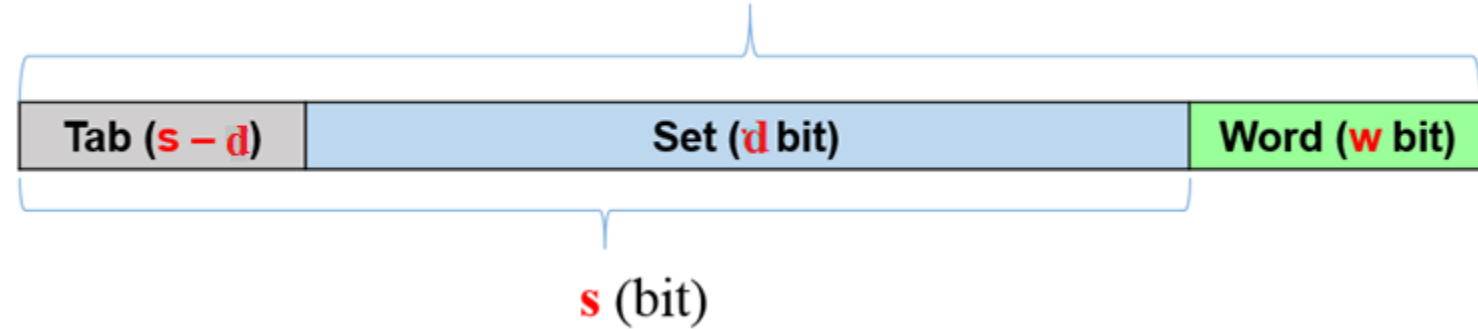 Tab (s – d) Set (d bit) Word (w bit)
s (bit)